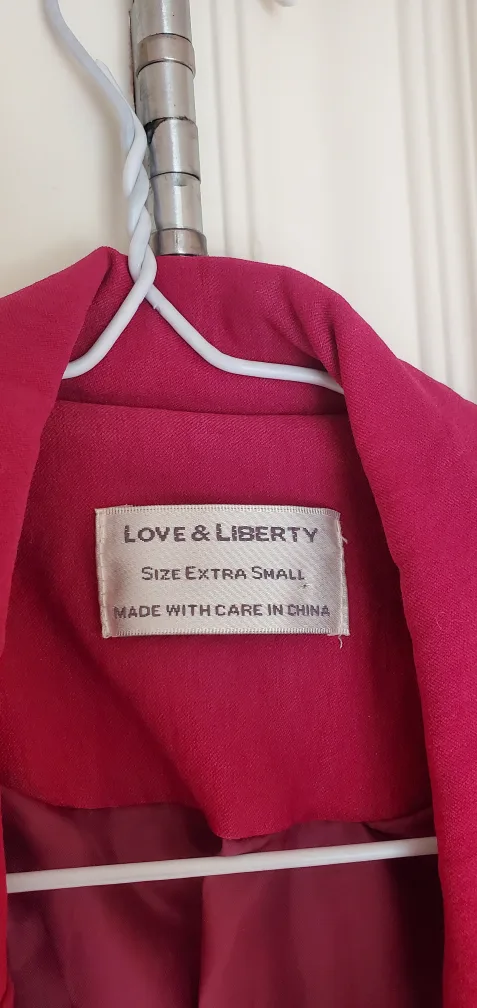 LOVE & LIBERTY
SIZE EXTRA SMALL
MADE WITH CARE IN CHINA